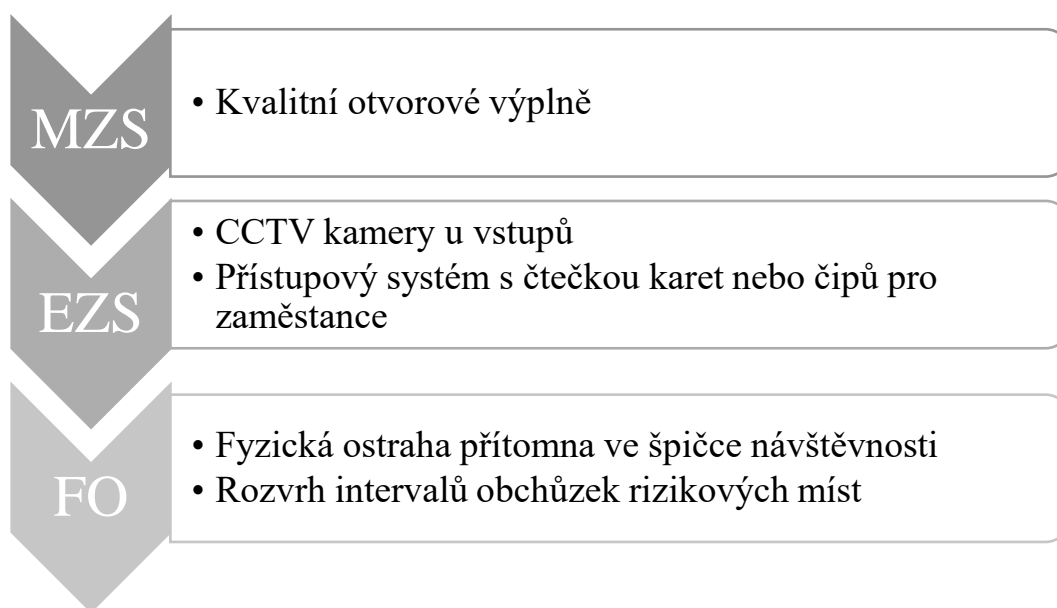 MZS
• Kvalitní otvorové výplně
EZS
• CCTV kamery u vstupů
• Přístupový systém s čtečkou karet nebo čipů pro
zaměstance
FO
• Fyzická ostraha přítomna ve špičce návštěvnosti
• Rozvrh intervalů obchůzek rizikových míst